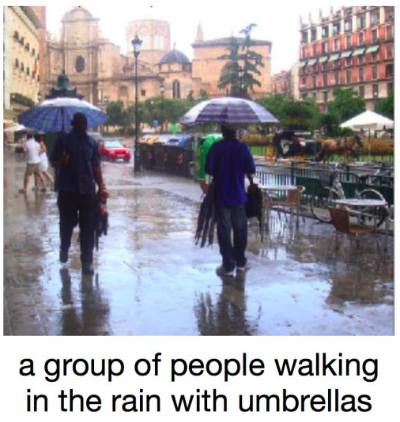 a group of people walking
in the rain with umbrellas